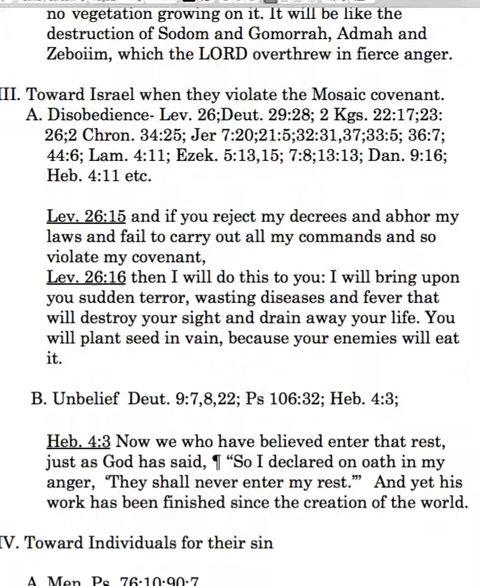 no vegetation growing on it. It will be like the
destruction of Sodom and Gomorrah, Admah and
Zeboiim, which the LORD overthrew in fierce anger.
III. Toward Israel when they violate the Mosaic covenant.
A. Disobedience- Lev. 26;Deut. 29:28; 2 Kgs. 22:17;23:
26;2 Chron. 34:25; Jer 7:20;21:5;32:31,37;33:5; 36:7;
44:6; Lam. 4:11; Ezek. 5:13,15; 7:8;13:13; Dan. 9:16;
Heb. 4:11 etc.
Lev. 26:15 and if you reject my decrees and abhor my
laws and fail to carry out all my commands and so
violate my covenant,
Lev. 26:16 then I will do this to you: I will bring upon
you sudden terror, wasting diseases and fever that
will destroy your sight and drain away your life. You
will plant seed in vain, because your enemies will eat
it.
B. Unbelief Deut. 9:7,8,22; Ps 106:32; Heb. 4:3;
Heb. 4:3 Now we who have believed enter that rest,
just as God has said, ¶ “So I declared on oath in my
anger, ‘They shall never enter my rest.’” And yet his
work has been finished since the creation of the world.
IV. Toward Individuals for their sin
A. Men Ps. 76:10;90:7